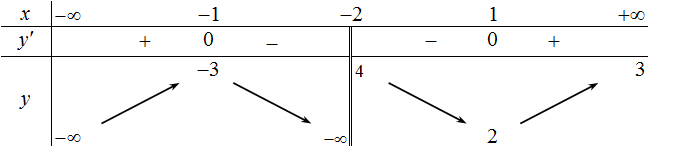 x −∞ −1 −2 1 +∞
y′ + 0 − − 0 +
−3 4 3
y
−∞ −∞ 2